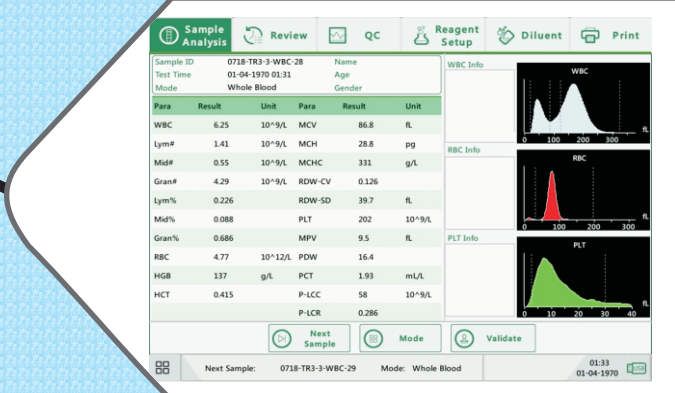 Sample Analysis Review QC Reagent Setup Diluent Print
Sample ID 0718-TR3-3-WBC-28 Name
Test Time 01-04-1970 01:31 Age
Mode Whole Blood Gender
WBC Info
WBC
Para Result Unit Para Result Unit
WBC 6.25 10^9/L MCV 86.8 fL
Lym# 1.41 10^9/L MCH 28.8 pg
Mid# 0.55 10^9/L MCHC 331 g/L
Gran# 4.29 10^9/L RDW-CV 0.126
Lym% 0.226 RDW-SD 39.7 fL
Mid% 0.088 PLT 202 10^9/L
Gran% 0.686 MPV 9.5 fL
RBC 4.77 10^12/L PDW 16.4
HGB 137 g/L PCT 1.93 mL/L
HCT 0.415 P-LCC 58 10^9/L
P-LCR 0.286
fL
0 100 200 300
RBC Info
RBC
fL
0 100 200 300
PLT Info
PLT
fL
0 10 20 30 40
Next Sample Mode Validate
Next Sample: 0718-TR3-3-WBC-29 Mode: Whole Blood
01:33
01-04-1970
USB